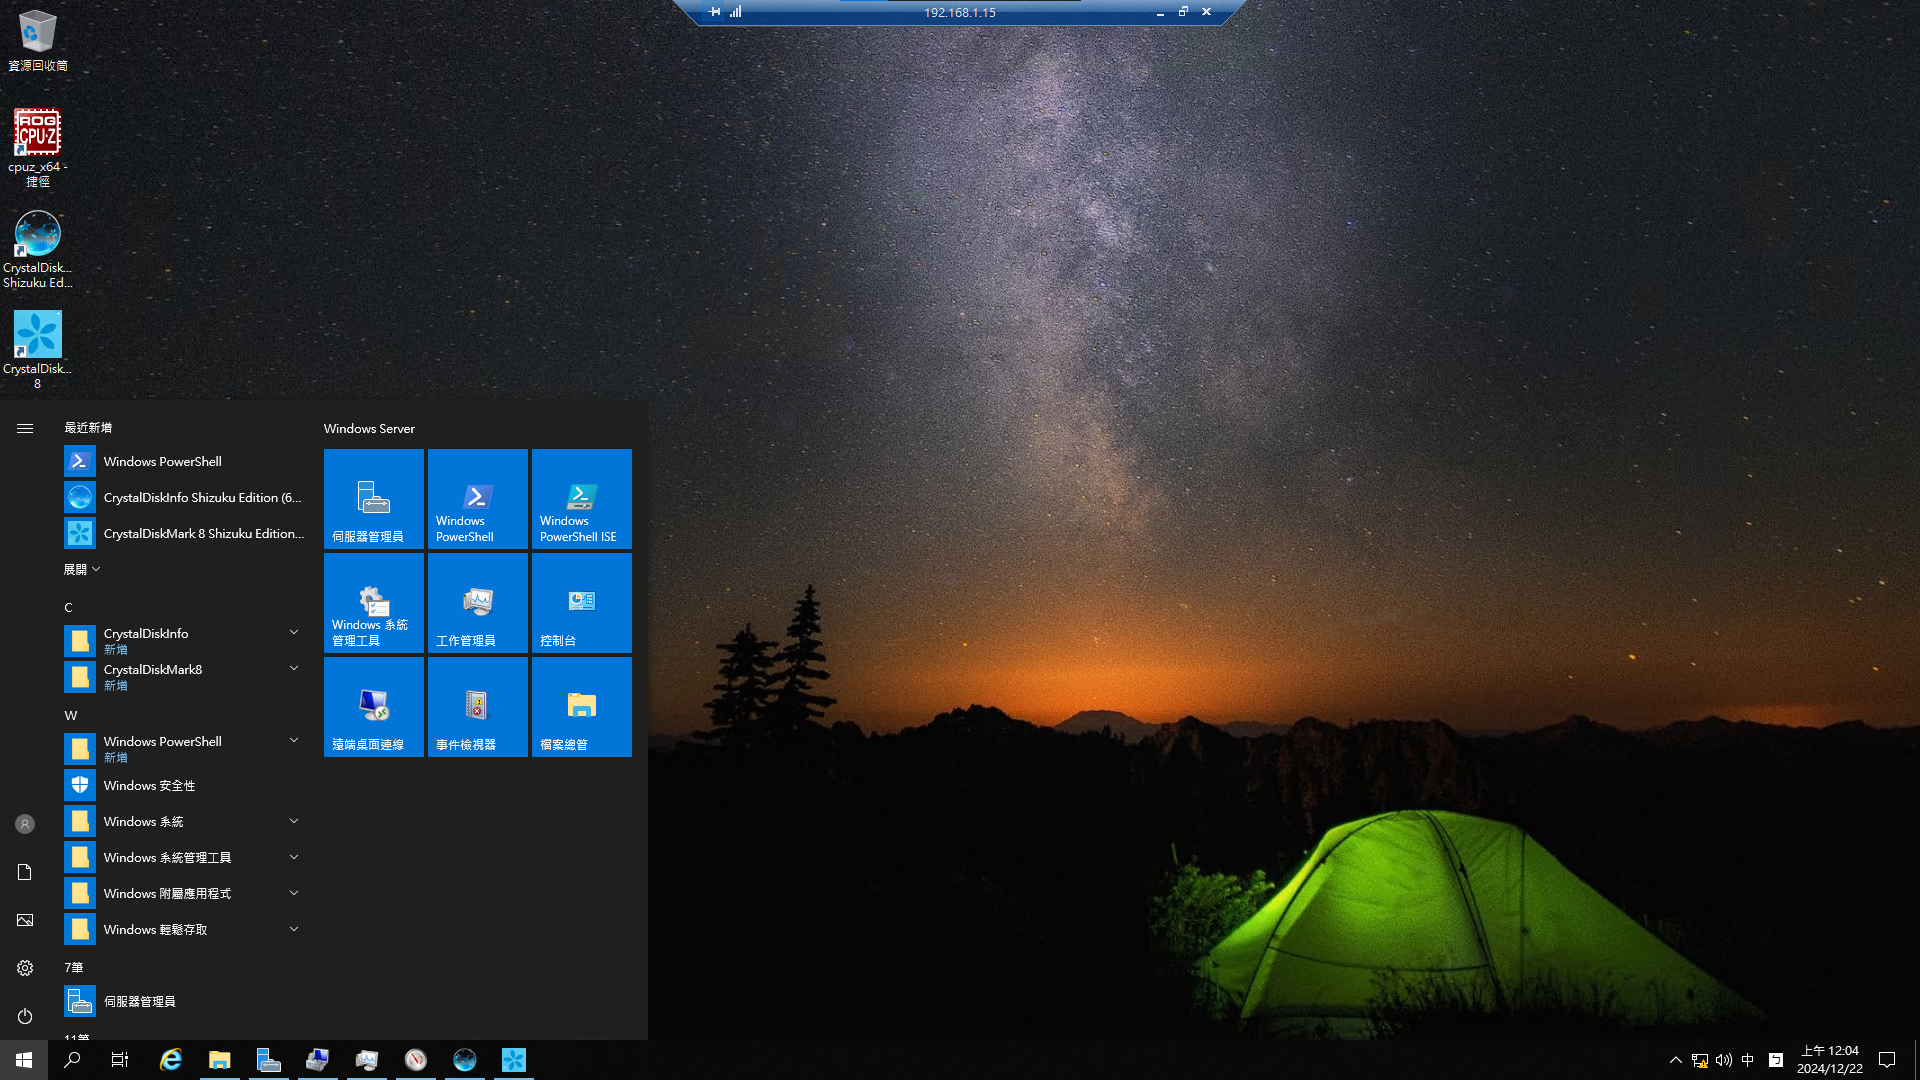 192.168.1.15
資源回收筒
ROG
CPU-Z
cpuz_x64 -
捷徑
CrystalDisk...
Shizuku Ed...
CrystalDisk...
8
最近新增
Windows PowerShell
CrystalDiskInfo Shizuku Edition (6...
CrystalDiskMark 8 Shizuku Edition...
展開
C
CrystalDiskInfo
新增
CrystalDiskMark8
新增
W
Windows PowerShell
新增
Windows 安全性
Windows 系統
Windows 系統管理工具
Windows 附屬應用程式
Windows 輕鬆存取
7筆
伺服器管理員
11筆
Windows Server
伺服器管理員
Windows
PowerShell
Windows
PowerShell ISE
Windows 系統
管理工具
工作管理員
控制台
遠端桌面連線
事件檢視器
檔案總管
中
ㄅ
上午 12:04
2024/12/22